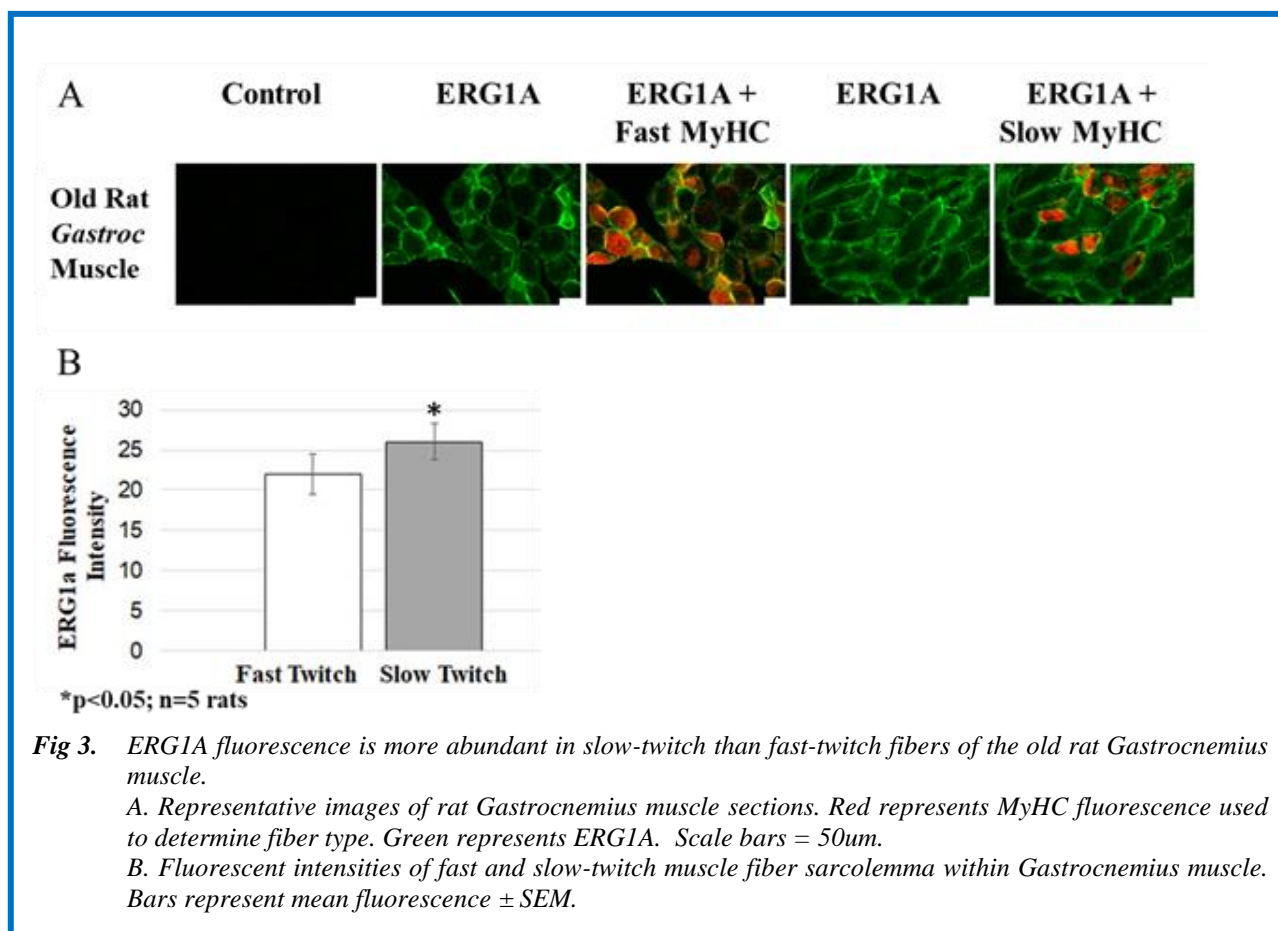 A
Control
ERG1A
ERG1A +
Fast MyHC
ERG1A
ERG1A +
Slow MyHC
Old Rat
Gastroc
Muscle
B
ERG1a Fluorescence
Intensity
30
25
20
15
10
5
0
*
Fast Twitch
Slow Twitch
*p<0.05; n=5 rats
Fig 3. ERG1A fluorescence is more abundant in slow-twitch than fast-twitch fibers of the old rat Gastrocnemius
muscle.
A. Representative images of rat Gastrocnemius muscle sections. Red represents MyHC fluorescence used
to determine fiber type. Green represents ERG1A. Scale bars = 50um.
B. Fluorescent intensities of fast and slow-twitch muscle fiber sarcolemma within Gastrocnemius muscle.
Bars represent mean fluorescence ± SEM.